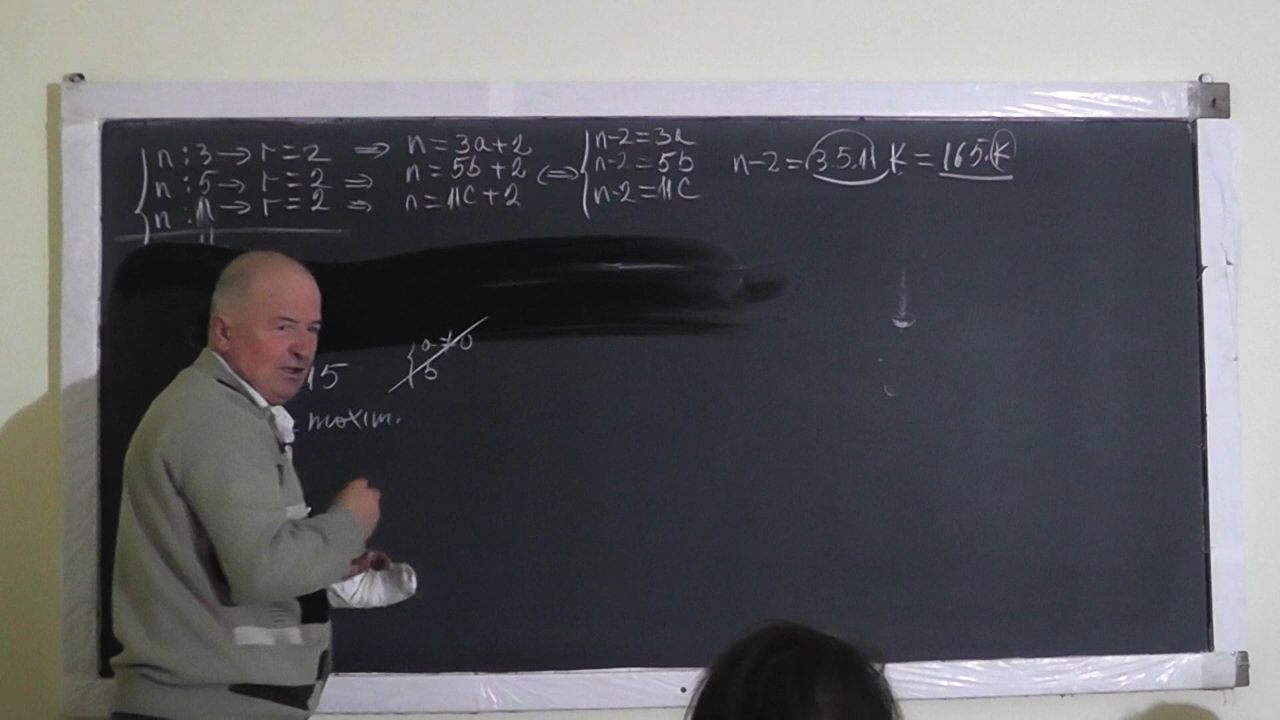 n : 3 → r = 2 ⇒ n = 3a + 2 n-2 = 3a
n : 5 → r = 2 ⇒ n = 5b + 2 ⇔ n-2 = 5b n-2 = 3.5.11 K = 165.K
n : 11 → r = 2 ⇒ n = 11C + 2 n-2 = 11C
15 a ≠ 0
b
maxim.